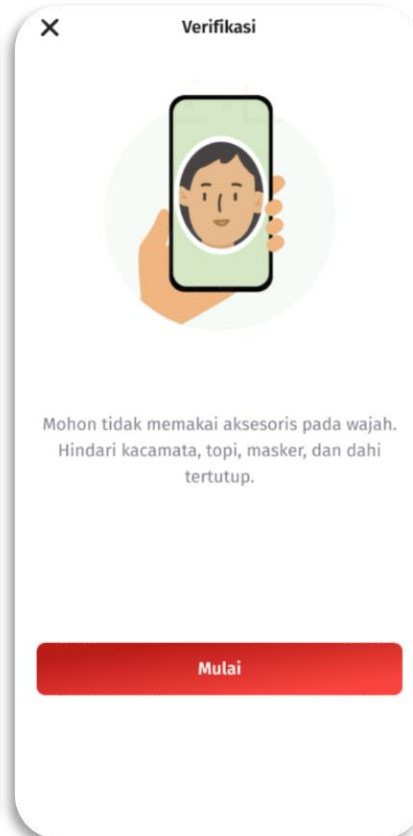 Verifikasi
Mohon tidak memakai aksesoris pada wajah.
Hindari kacamata, topi, masker, dan dahi
tertutup.
Mulai